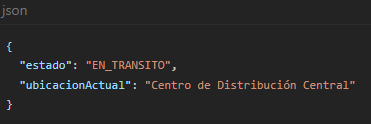 json
{
  "estado": "EN_TRANSITO",
  "ubicacionActual": "Centro de Distribución Central"
}